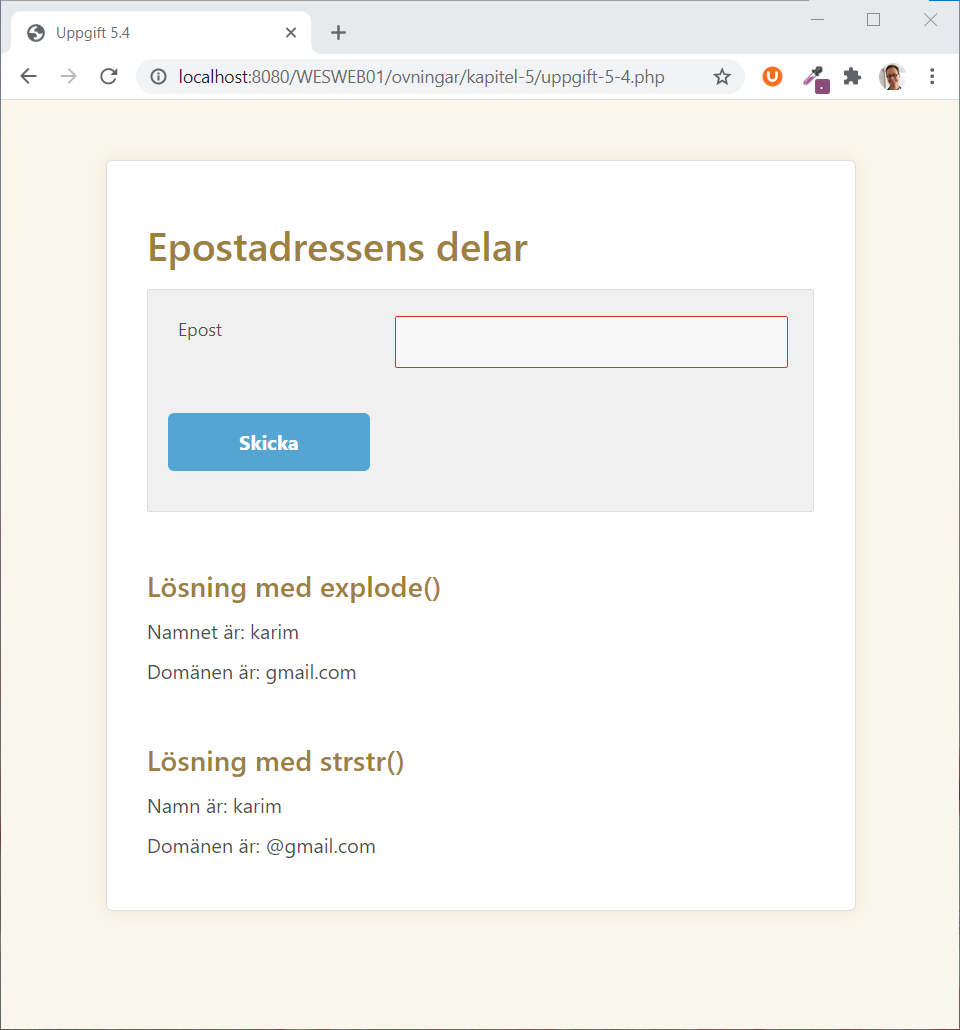 Uppgift 5.4
localhost:8080/WESWEB01/ovningar/kapitel-5/uppgift-5-4.php
Epostadressens delar
Epost
Skicka
Lösning med explode()
Namnet är: karim
Domänen är: gmail.com
Lösning med strstr()
Namn är: karim
Domänen är: @gmail.com